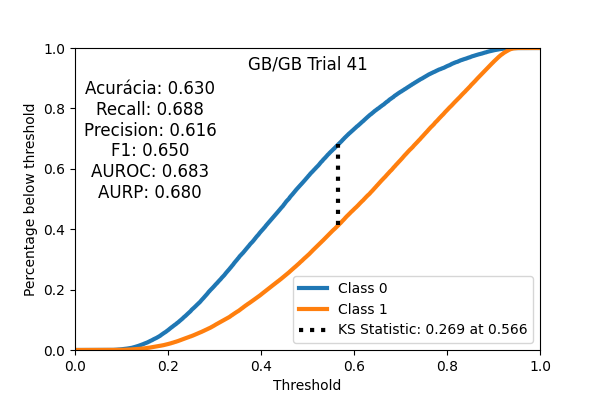 GB/GB Trial 41
Acurácia: 0.630
Recall: 0.688
Precision: 0.616
F1: 0.650
AUROC: 0.683
AURP: 0.680
Percentage below threshold
1.0
0.8
0.6
0.4
0.2
0.0
Class 0
Class 1
KS Statistic: 0.269 at 0.566
0.0 0.2 0.4 0.6 0.8 1.0
Threshold